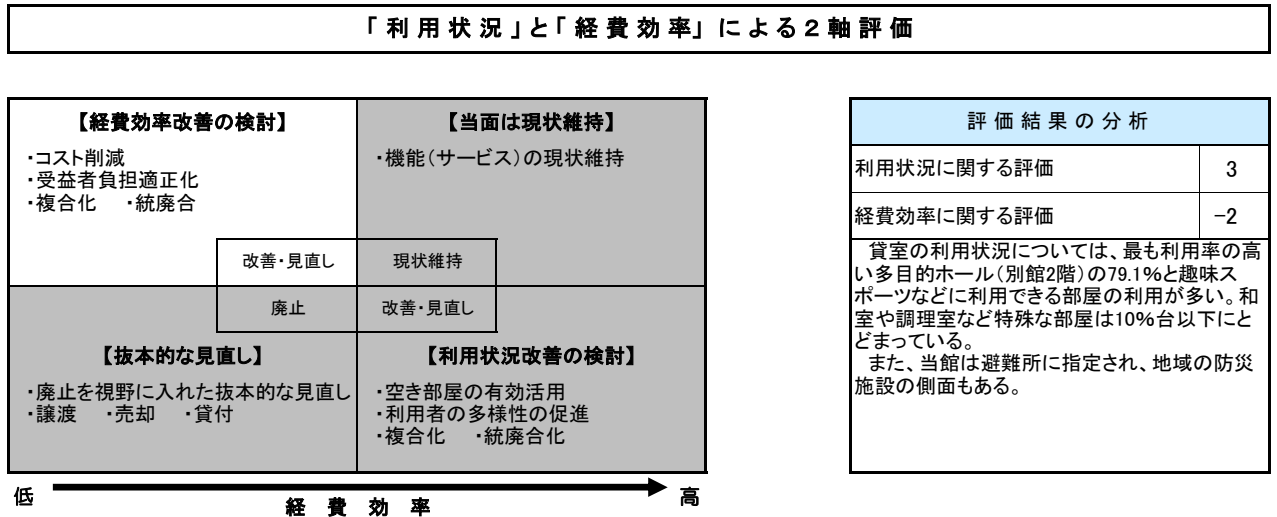 「利用状況」と「経費効率」による２軸評価
【経費効率改善の検討】
・コスト削減
・受益者負担適正化
・複合化　・統廃合
【当面は現状維持】
・機能（サービス）の現状維持
改善・見直し
現状維持
廃止
改善・見直し
【抜本的な見直し】
・廃止を視野に入れた抜本的な見直し
・譲渡　・売却　・貸付
【利用状況改善の検討】
・空き部屋の有効活用
・利用者の多様性の促進
・複合化　・統廃合化
低
経費効率
高
評価結果の分析
利用状況に関する評価
3
経費効率に関する評価
-2
　貸室の利用状況については、最も利用率の高
い多目的ホール（別館2階）の79.1%と趣味ス
ポーツなどに利用できる部屋の利用が多い。和
室や調理室など特殊な部屋は10%台以下にと
どまっている。
　また、当館は避難所に指定され、地域の防災
施設の側面もある。